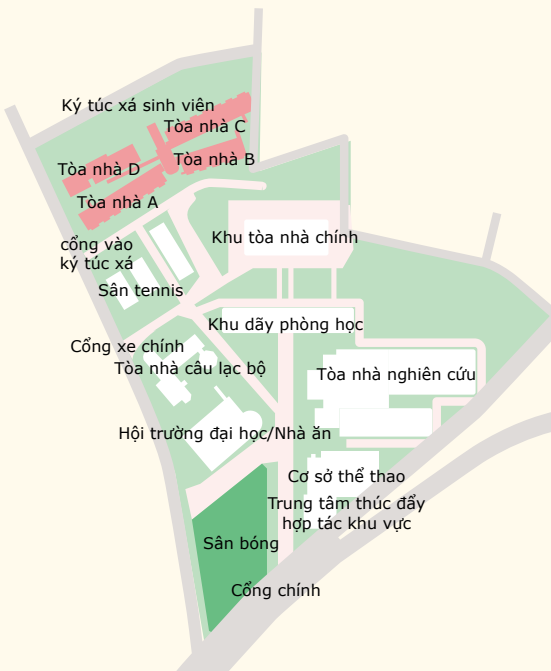 Ký túc xá sinh viên
Tòa nhà C
Tòa nhà B
Tòa nhà D
Tòa nhà A
cổng vào
ký túc xá
Khu tòa nhà chính
Sân tennis
Khu dãy phòng học
Cổng xe chính
Tòa nhà câu lạc bộ
Tòa nhà nghiên cứu
Hội trường đại học/Nhà ăn
Cơ sở thể thao
Trung tâm thúc đẩy
hợp tác khu vực
Sân bóng
Cổng chính